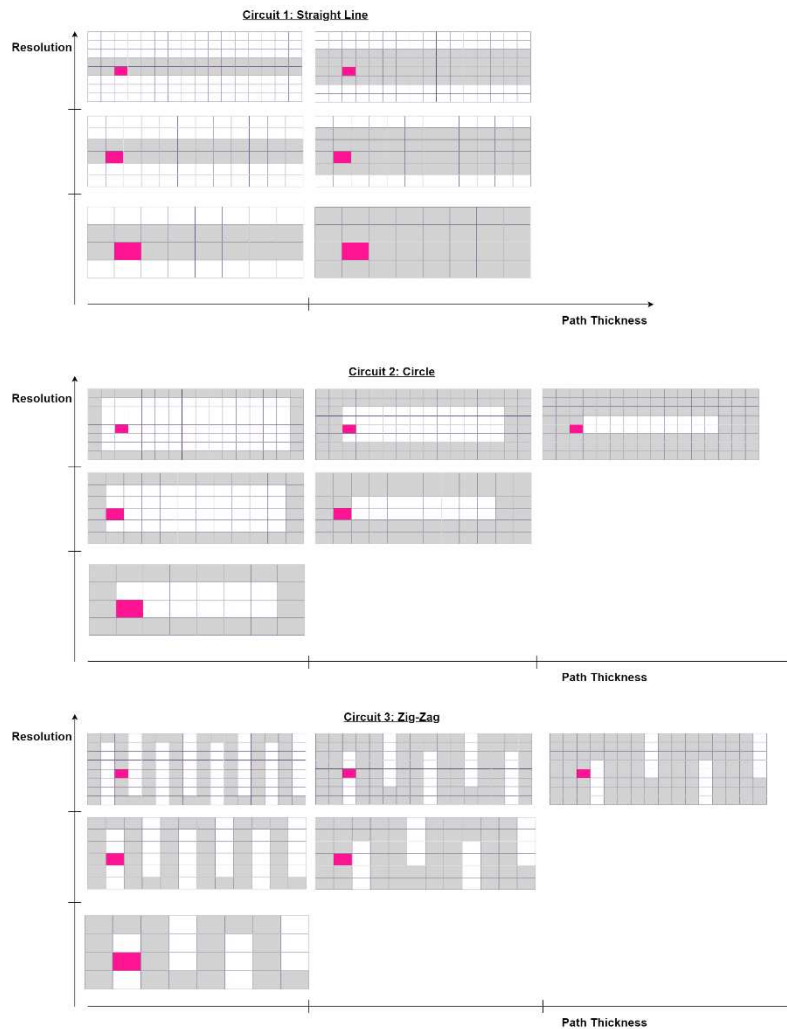 Circuit 1: Straight Line
Resolution
Path Thickness
Circuit 2: Circle
Resolution
Path Thickness
Circuit 3: Zig-Zag
Resolution
Path Thickness